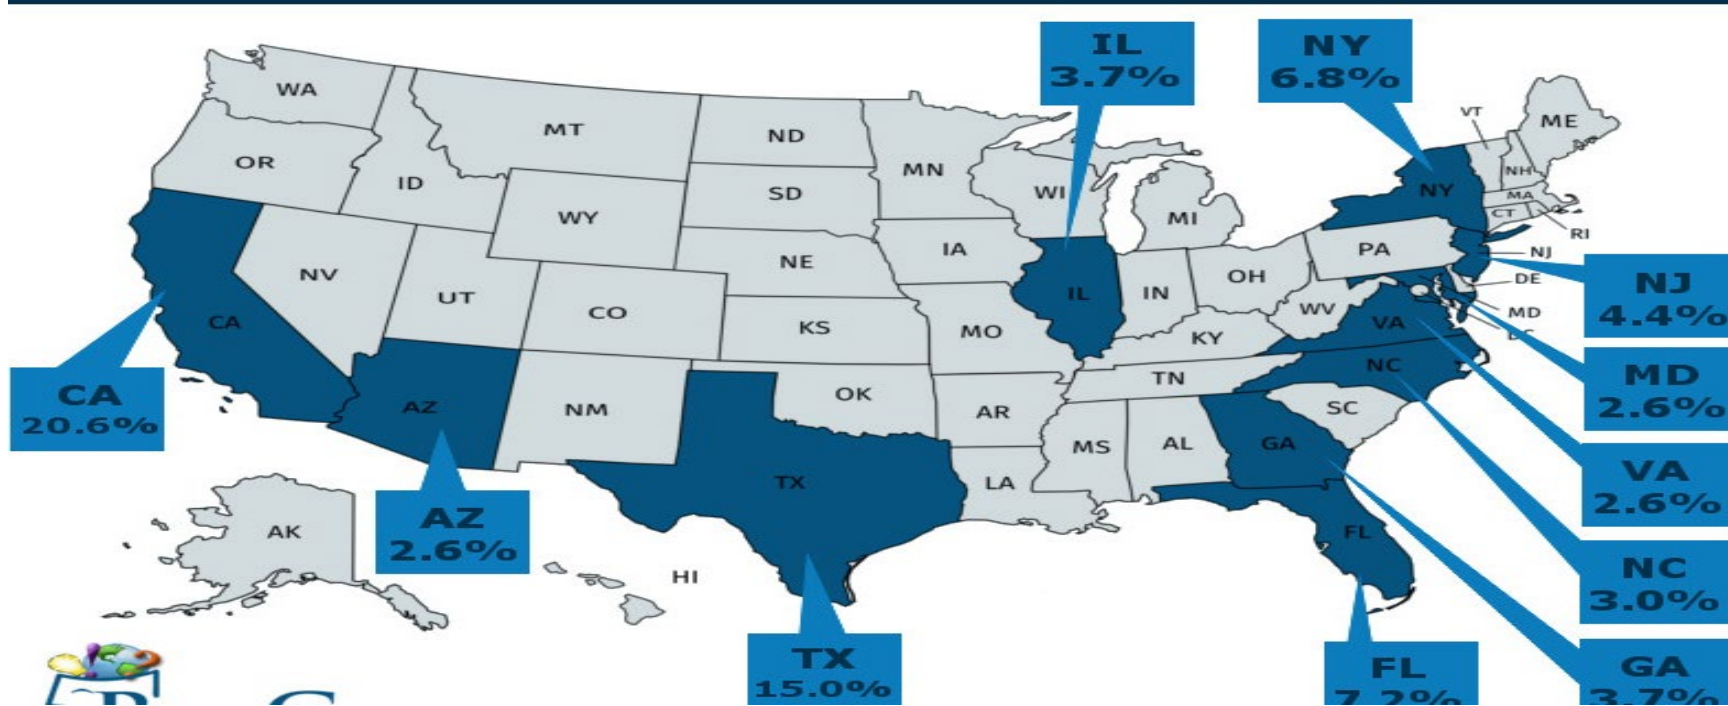 IL
3.7%
NY
6.8%
WA
MT
ND
MN
VT
ME
OR
ID
SD
WI
MI
NY
NH
MA
CT
RI
WY
IA
PA
NJ
NE
OH
DE
NV
UT
CO
IL
IN
WV
MD
NJ
4.4%
CA
KS
MO
KY
VA
MD
2.6%
CA
20.6%
AZ
NM
OK
AR
TN
NC
SC
MS
AL
GA
VA
2.6%
TX
LA
AZ
2.6%
AK
FL
HI
NC
3.0%
TX
15.0%
FL
7.2%
GA
3.7%